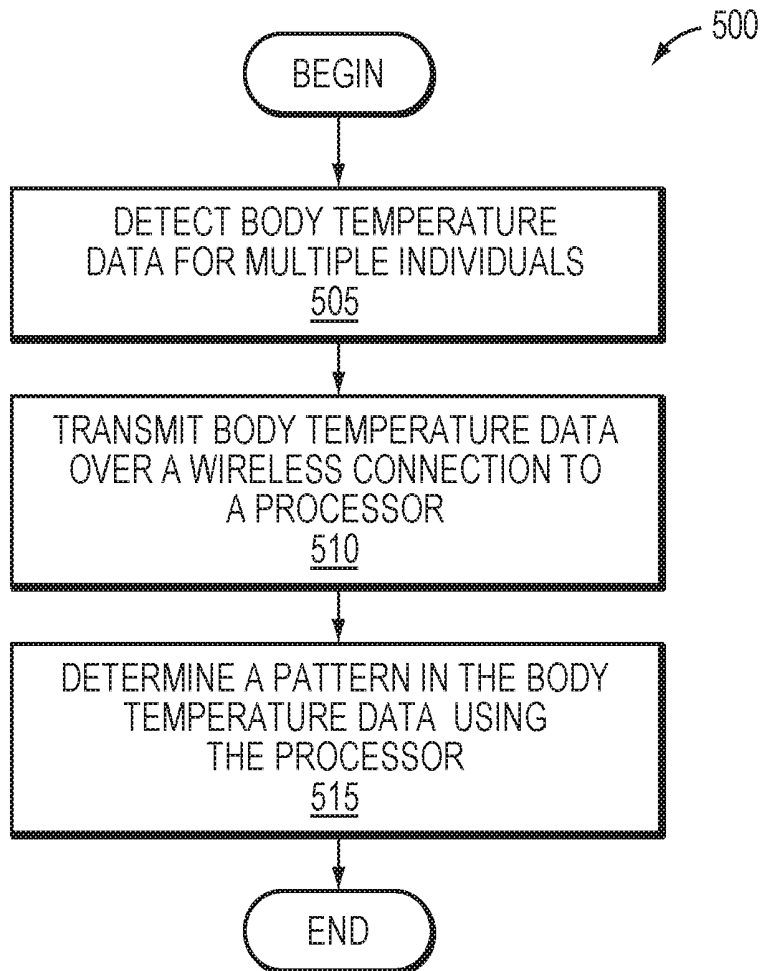 500
BEGIN
DETECT BODY TEMPERATURE
DATA FOR MULTIPLE INDIVIDUALS
505
TRANSMIT BODY TEMPERATURE DATA
OVER A WIRELESS CONNECTION TO
A PROCESSOR
510
DETERMINE A PATTERN IN THE BODY
TEMPERATURE DATA USING
THE PROCESSOR
515
END